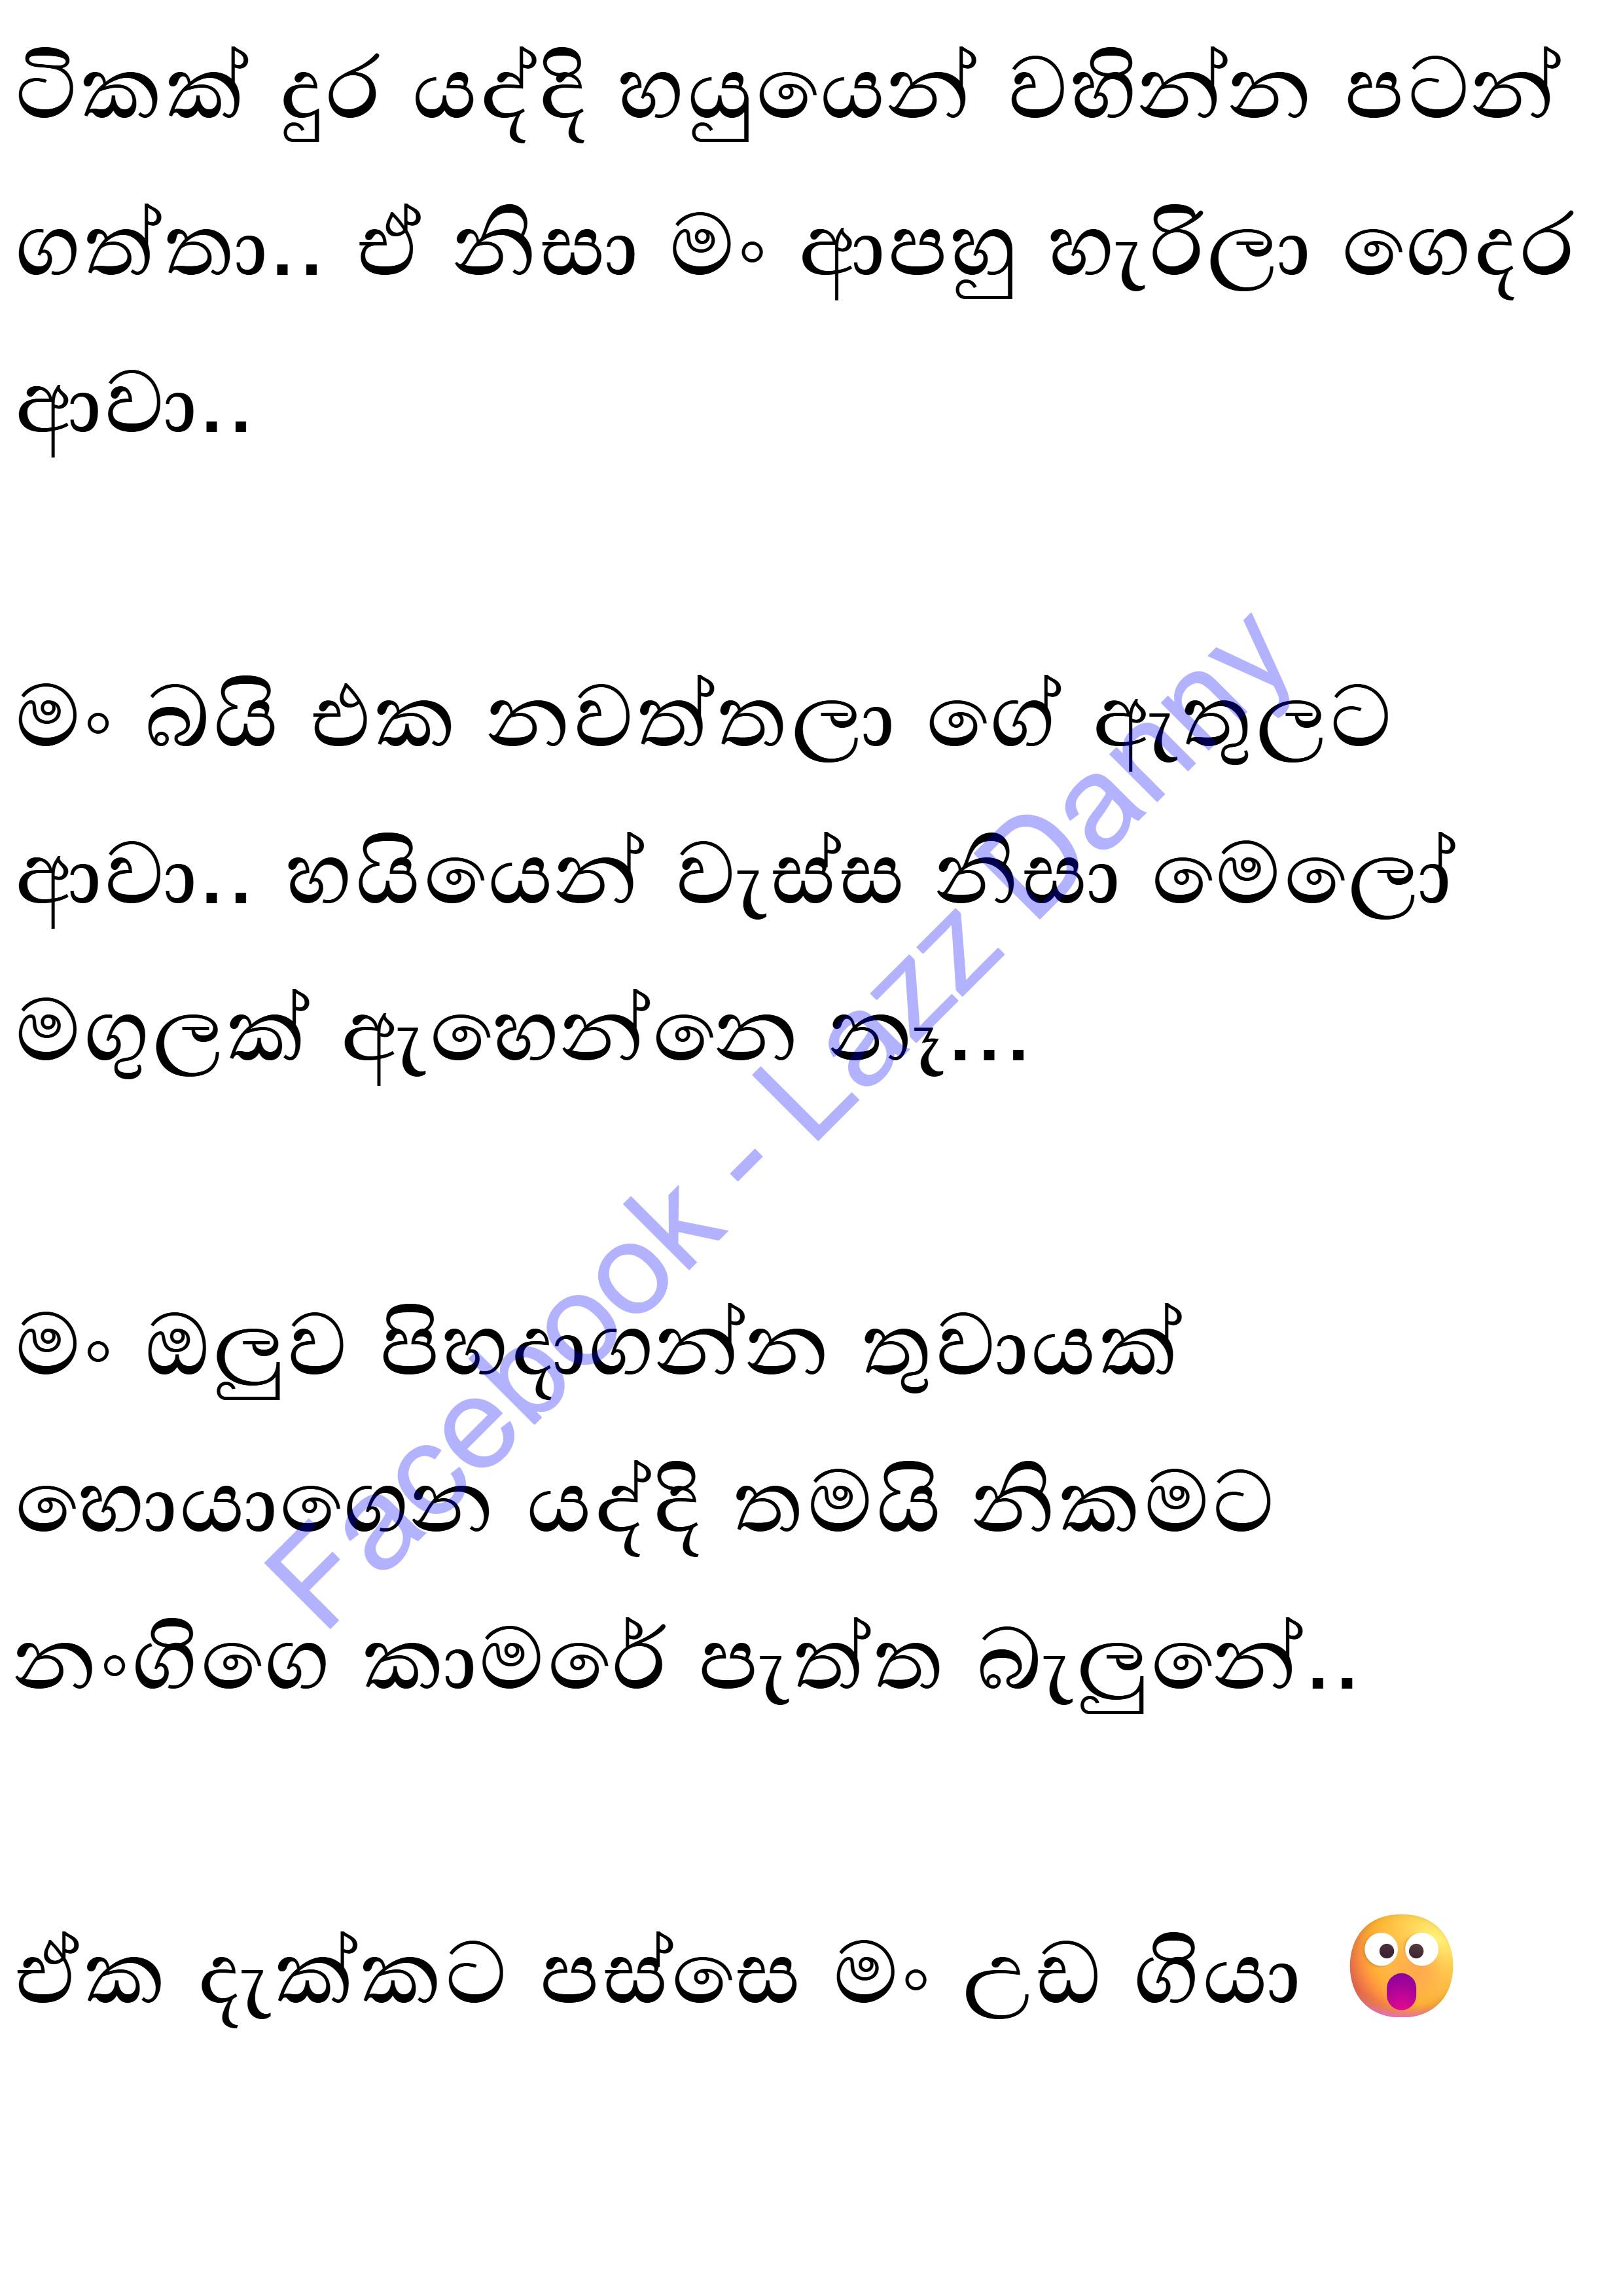 ටිකක් දුර යද්දි හයුයෙන් වහින්න පටන්
ගත්තා.. ඒ නිසා මං ආපහු හැරිලා ගෙදර
ආවා..
මං බයි එක නවත්තලා ගේ ඇතුලට
ආවා.. හයියෙන් වැස්ස නිසා මෙලෝ
මගුලක් ඇහෙන්නෙ නෑ...
මං ඔලුව පිහදාගන්න තුවායක්
හොයාගෙන යද්දි තමයි නිකමට
නංගිගෙ කාමරේ පැත්ත බැලුනේ..
ඒක දැක්කට පස්සෙ මං උඩ ගියා 😲
Facebook - Lazz Danny